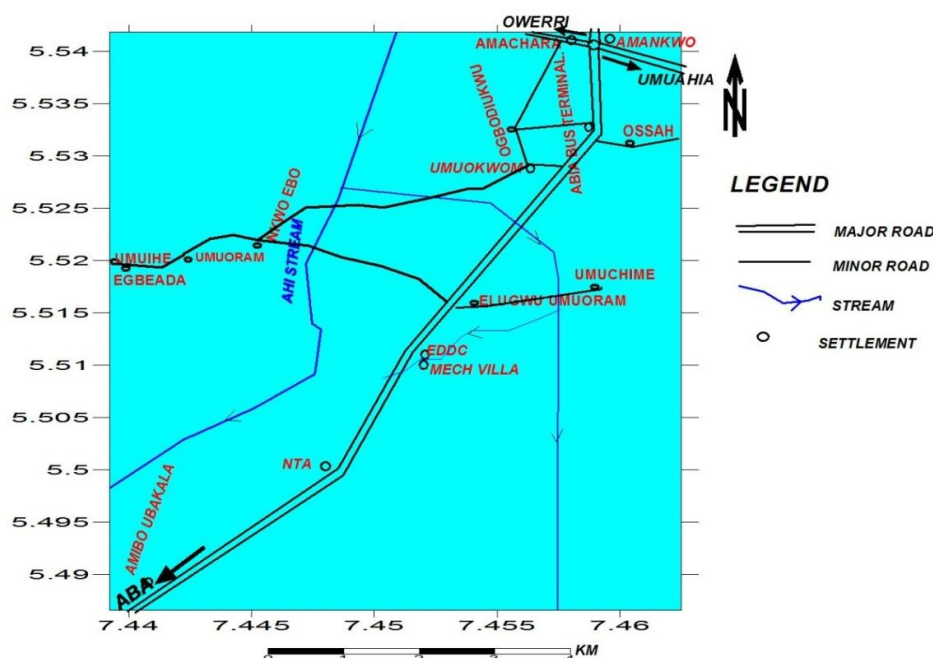 OWERRI
5.54
AMACHARA
AMANKWO
UMUAHIA
N
5.535
OGBODIUKWU
ABIA BUS TERMINAL.
OSSAH
5.53
UMUOKWOM
LEGEND
5.525
NKWO EBO
MAJOR ROAD
5.52
UMUIHE
UMUORAM
EGBEADA
AHI STREAM
UMUCHIME
MINOR ROAD
5.515
ELUGWU UMUORAM
STREAM
SETTLEMENT
5.51
EDDC
MECH VILLA
5.505
5.5
NTA
5.495
AMIBO UBAKALA
5.49
ABA
7.44 7.445 7.45 7.455 7.46
KM